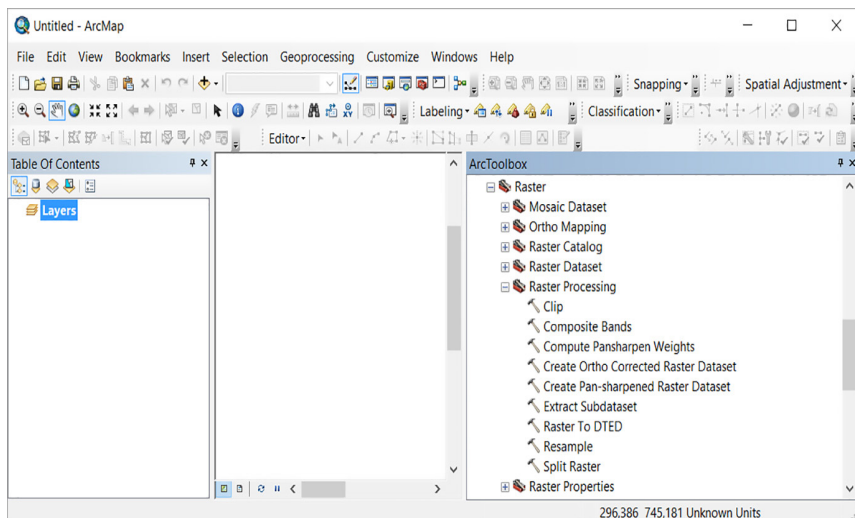 Untitled - ArcMap
File Edit View Bookmarks Insert Selection Geoprocessing Customize Windows Help
Snapping Spatial Adjustment
Labeling Classification
Editor
Table Of Contents
Layers
ArcToolbox
Raster
Mosaic Dataset
Ortho Mapping
Raster Catalog
Raster Dataset
Raster Processing
Clip
Composite Bands
Compute Pansharpen Weights
Create Ortho Corrected Raster Dataset
Create Pan-sharpened Raster Dataset
Extract Subdataset
Raster To DTED
Resample
Split Raster
Raster Properties
296.386 745.181 Unknown Units